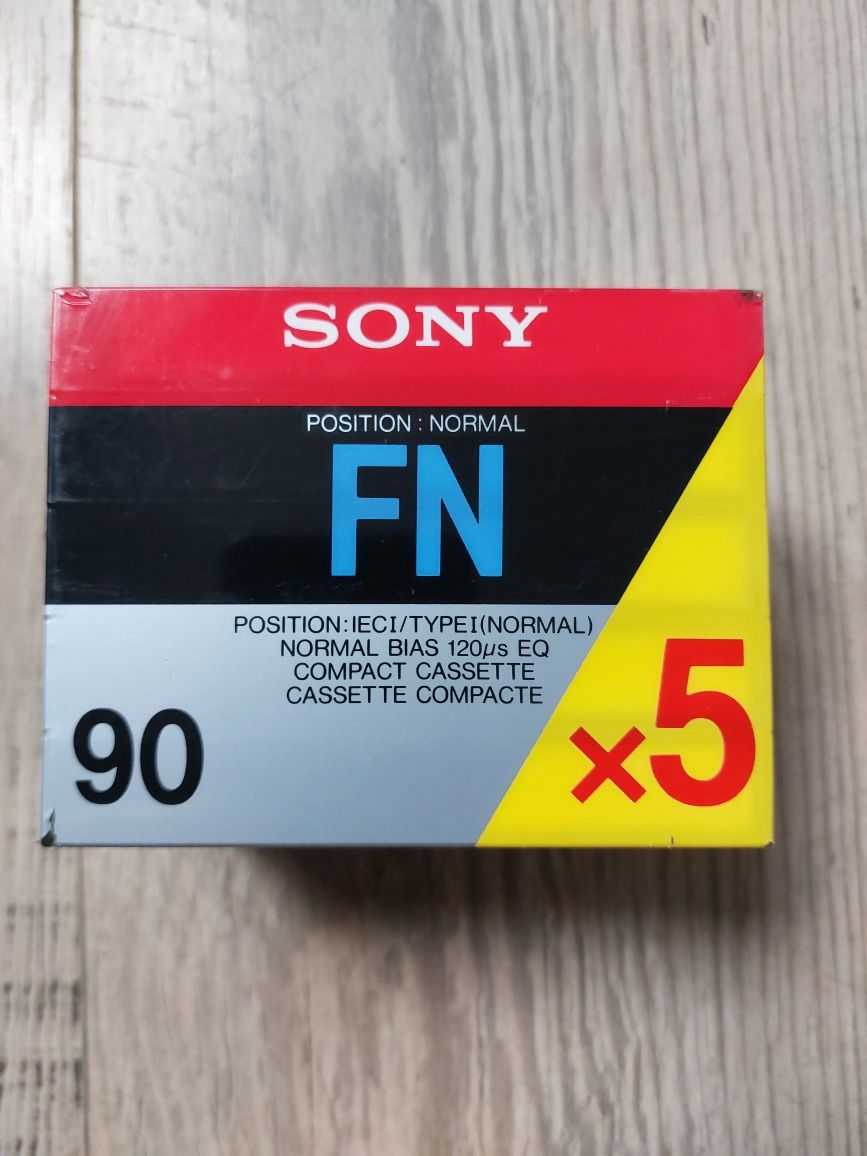 SONY
POSITION : NORMAL
FN
POSITION:IECI/TYPEI(NORMAL)
NORMAL BIAS 120µs EQ
COMPACT CASSETTE
CASSETTE COMPACTE
90
×5